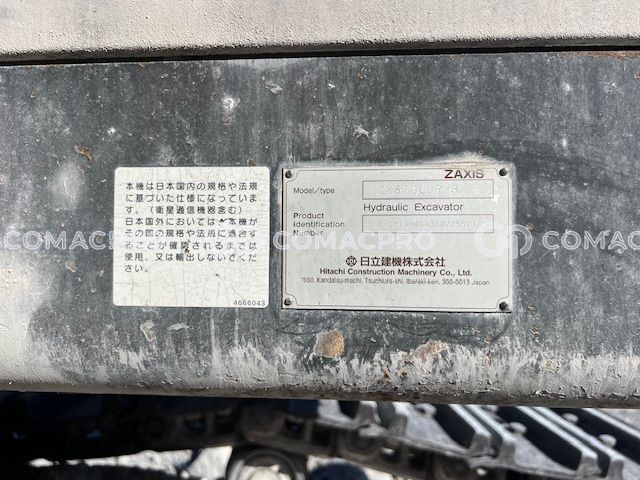 本機は日本国内の規格や法規
に基づいた仕様になっていま
す。（衛星通信機器含む）
日本国外においては、本機が
その国の規格や法規に適合す
ることが確認されるまでは
使用、又は輸出しないでくだ
さい。
4666043
ZAXIS
Model/type
Hydraulic Excavator
Product
Identification
Number
日立建機株式会社
Hitachi Construction Machinery Co., Ltd.
650, Kandatsu-machi, Tsuchiura-shi, Ibaraki-ken, 300-0013 Japan
COMACPRO COMACPRO
COMACPRO COMACPRO